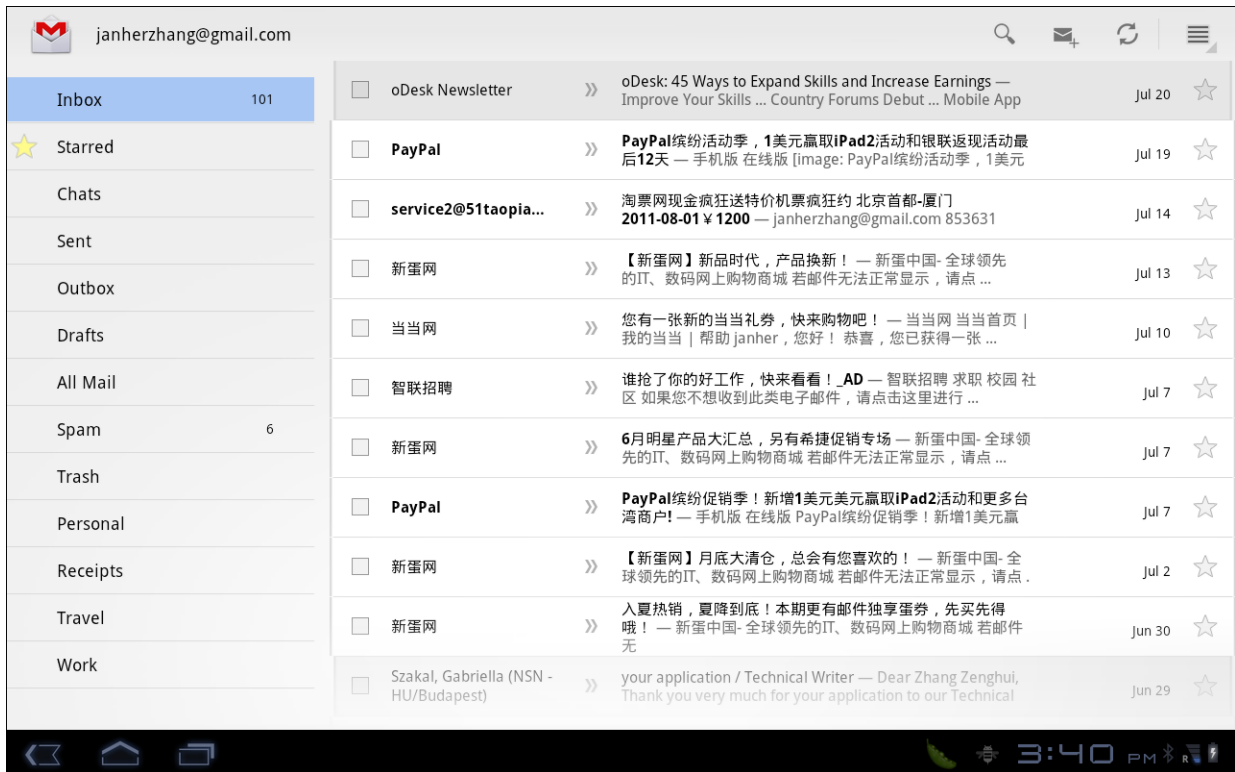 janherzhang@gmail.com
Inbox 101
Starred
Chats
Sent
Outbox
Drafts
All Mail
Spam 6
Trash
Personal
Receipts
Travel
Work
oDesk Newsletter
oDesk: 45 Ways to Expand Skills and Increase Earnings —
Improve Your Skills ... Country Forums Debut ... Mobile App
Jul 20
PayPal
PayPal缤纷活动季，1美元赢取iPad2活动和银联返现活动最
后12天 — 手机版 在线版 [image: PayPal缤纷活动季，1美元
Jul 19
service2@51taopia...
淘票网现金疯狂送特价机票疯狂约 北京首都-厦门
2011-08-01￥1200 — janherzhang@gmail.com 853631
Jul 14
新蛋网
【新蛋网】新品时代，产品换新！ — 新蛋中国- 全球领先
的IT、数码网上购物商城 若邮件无法正常显示，请点 ...
Jul 13
当当网
您有一张新的当当礼券，快来购物吧！ — 当当网 当当首页 |
我的当当 | 帮助 janher，您好！ 恭喜，您已获得一张 ...
Jul 10
智联招聘
谁抢了你的好工作，快来看看！_AD — 智联招聘 求职 校园 社
区 如果您不想收到此类电子邮件，请点击这里进行 ...
Jul 7
新蛋网
6月明星产品大汇总，另有希捷促销专场 — 新蛋中国- 全球领
先的IT、数码网上购物商城 若邮件无法正常显示，请点 ...
Jul 7
PayPal
PayPal缤纷促销季！新增1美元美元赢取iPad2活动和更多台
湾商户! — 手机版 在线版 PayPal缤纷促销季！新增1美元赢
Jul 7
新蛋网
【新蛋网】月底大清仓，总会有您喜欢的！ — 新蛋中国- 全
球领先的IT、数码网上购物商城 若邮件无法正常显示，请点 .
Jul 2
新蛋网
入夏热销，夏降到底！本期更有邮件独享蛋券，先买先得
哦！ — 新蛋中国- 全球领先的IT、数码网上购物商城 若邮件
无
Jun 30
Szakal, Gabriella (NSN -
HU/Budapest)
your application / Technical Writer — Dear Zhang Zenghui,
Thank you very much for your application to our Technical
Jun 29
3:40 PM
R